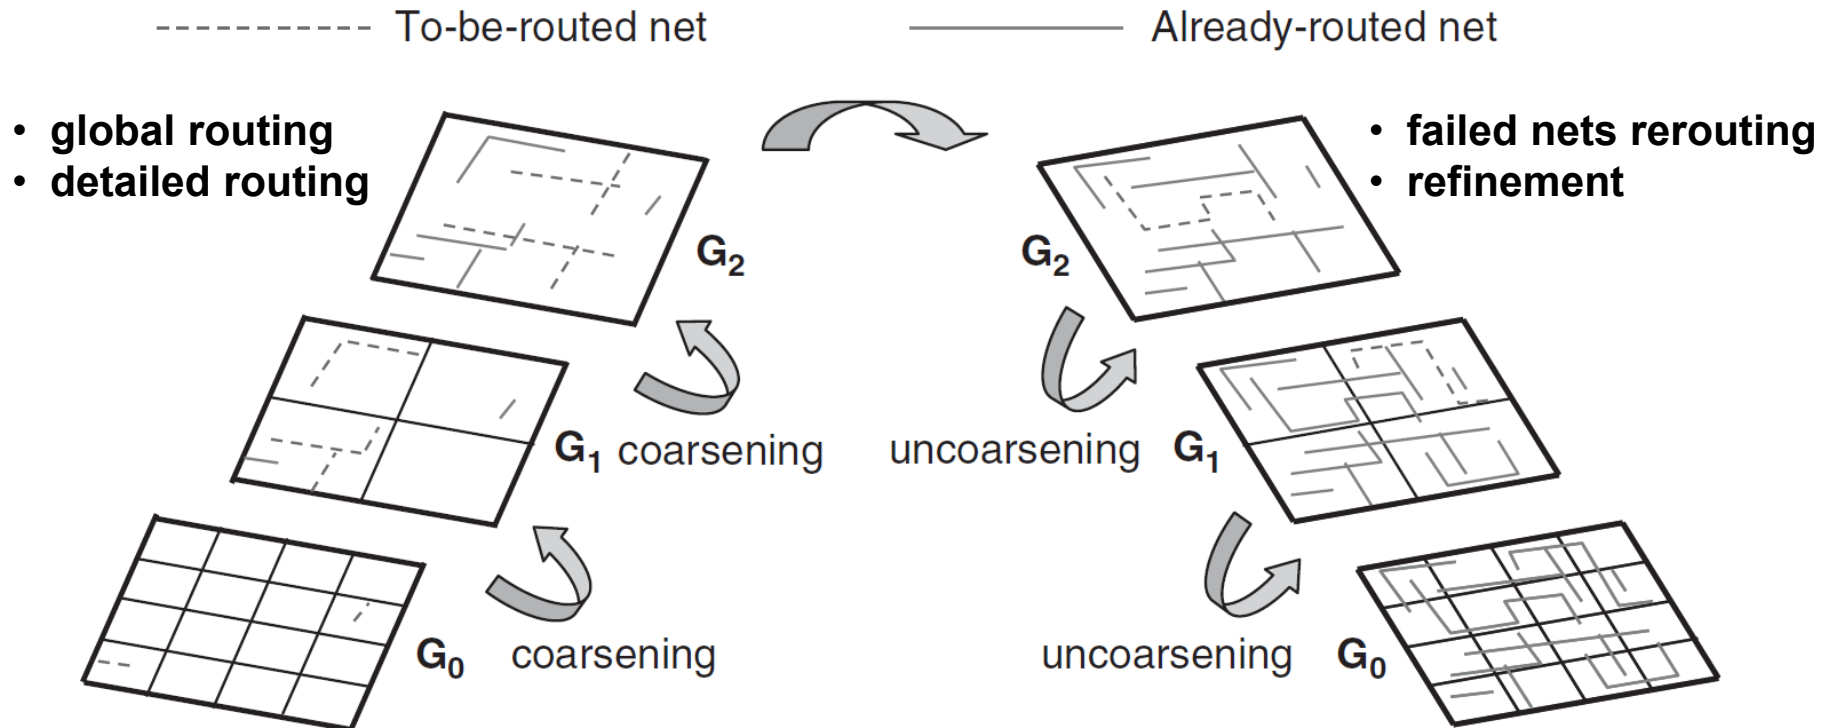 To-be-routed net
Already-routed net
• global routing
• detailed routing
• failed nets rerouting
• refinement
G2
G2
G1 coarsening
uncoarsening G1
G0 coarsening
uncoarsening G0